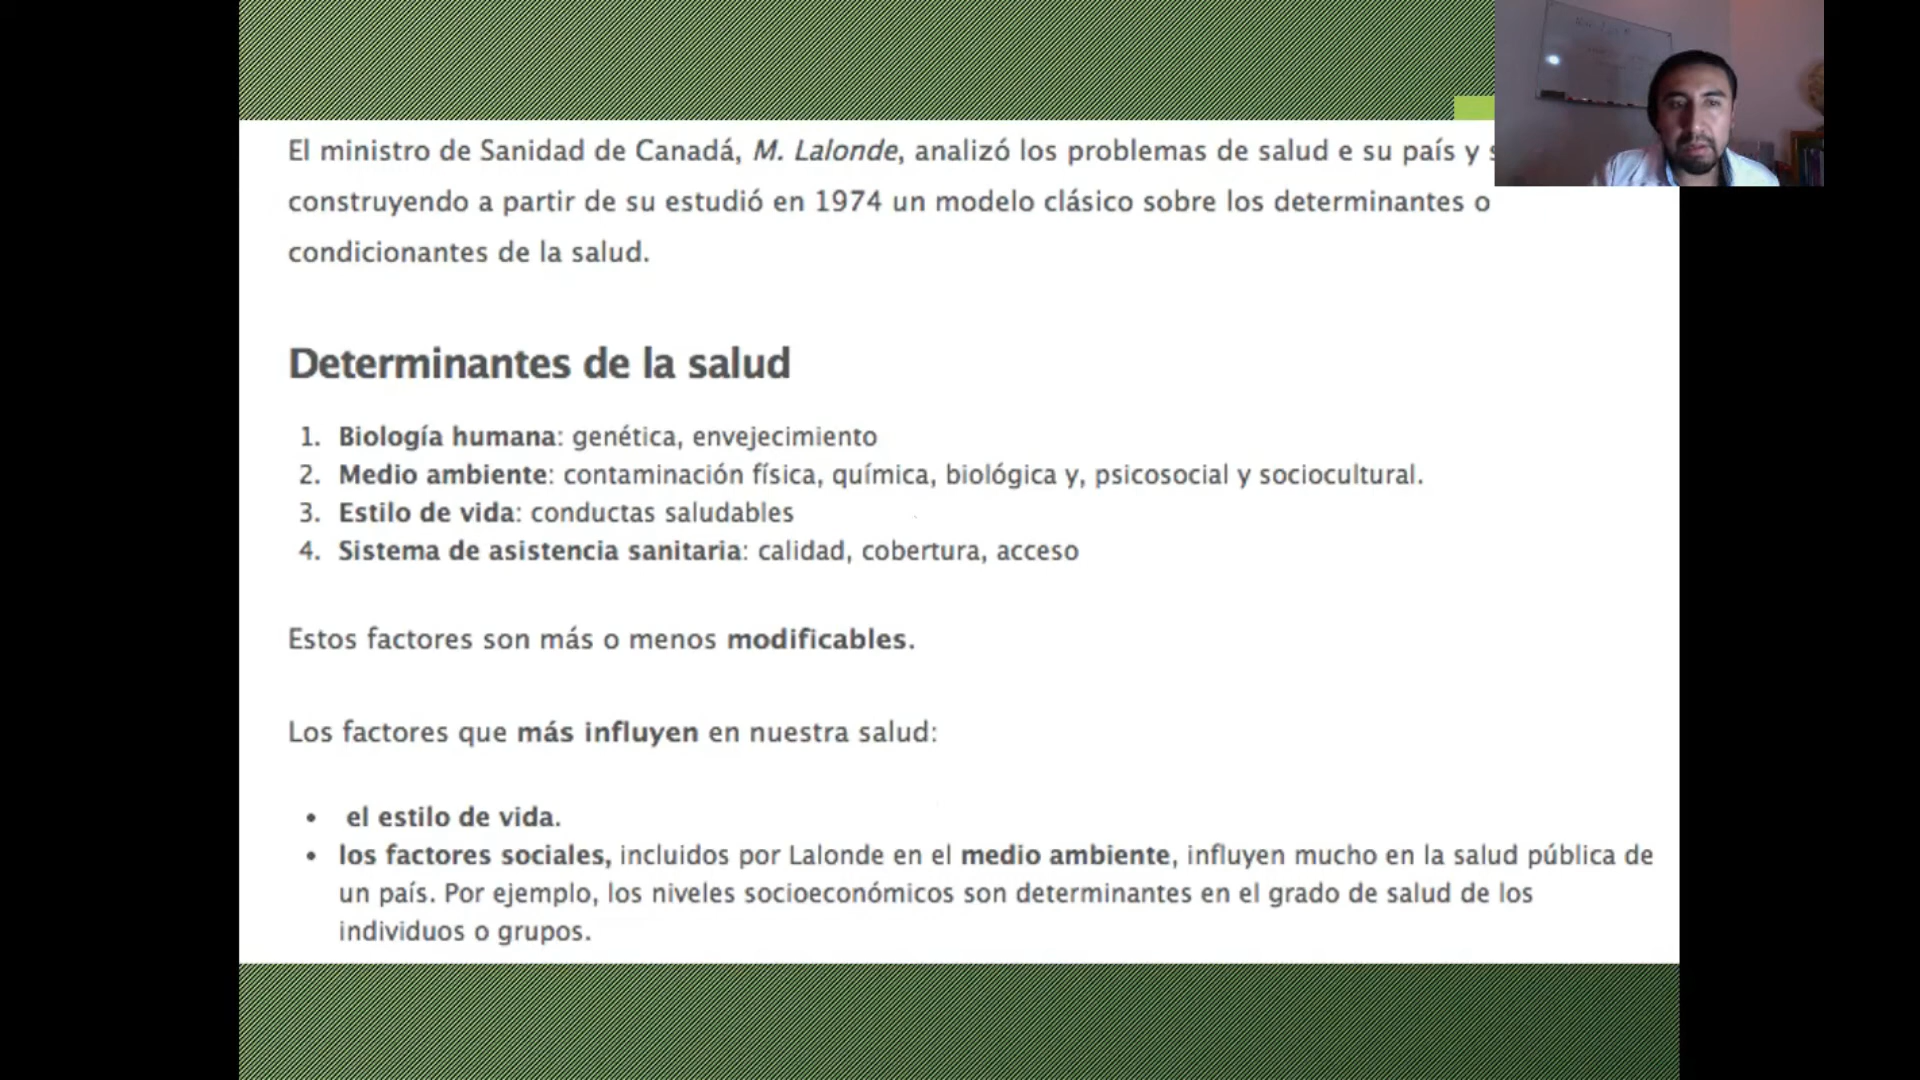 El ministro de Sanidad de Canadá, M. Lalonde, analizó los problemas de salud e su país y
construyendo a partir de su estudió en 1974 un modelo clásico sobre los determinantes o
condicionantes de la salud.
Determinantes de la salud
1. Biología humana: genética, envejecimiento
2. Medio ambiente: contaminación física, química, biológica y, psicosocial y sociocultural.
3. Estilo de vida: conductas saludables
4. Sistema de asistencia sanitaria: calidad, cobertura, acceso
Estos factores son más o menos modificables.
Los factores que más influyen en nuestra salud:
• el estilo de vida.
• los factores sociales, incluidos por Lalonde en el medio ambiente, influyen mucho en la salud pública de
un país. Por ejemplo, los niveles socioeconómicos son determinantes en el grado de salud de los
individuos o grupos.